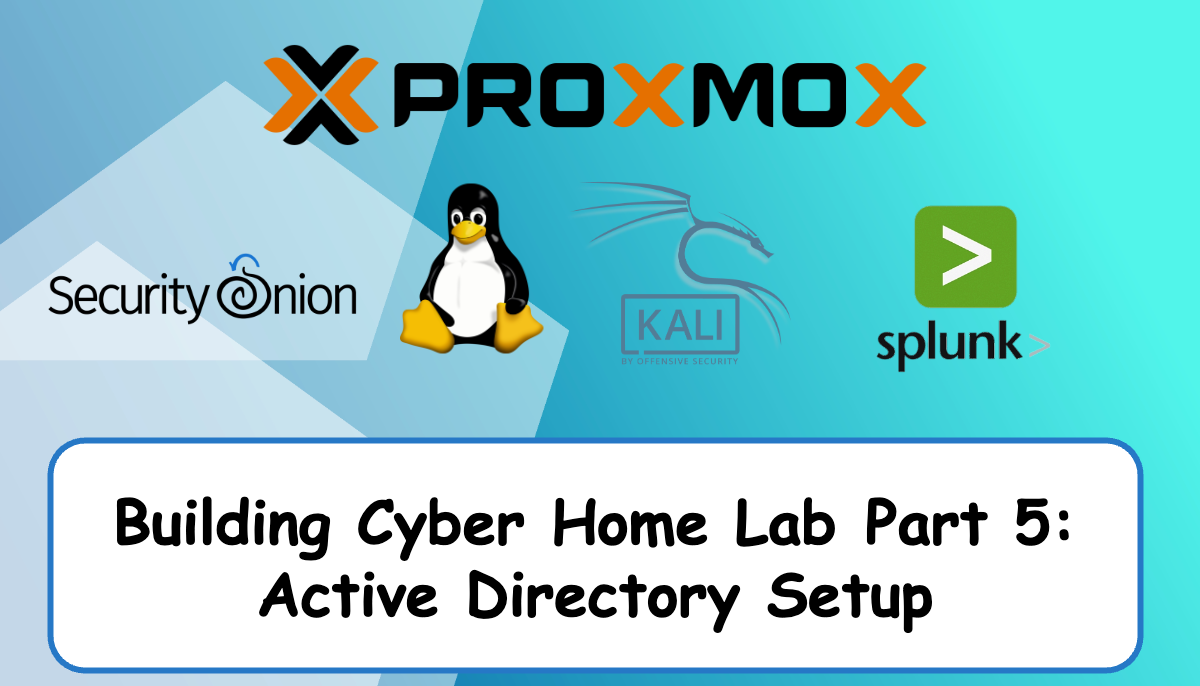 PROXMOX
Security Onion
KALI
BY OFFENSIVE SECURITY
splunk>
Building Cyber Home Lab Part 5:
Active Directory Setup